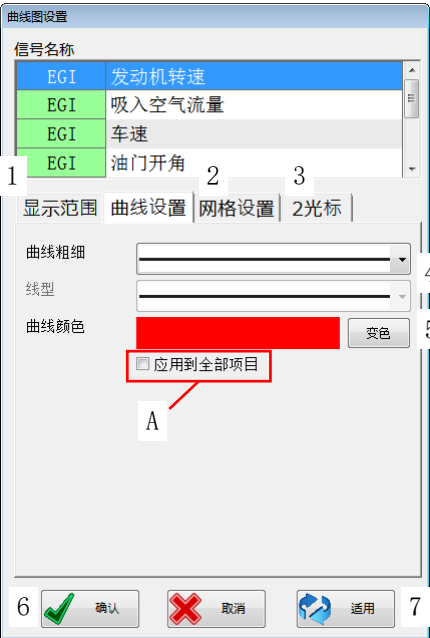 曲线图设置
信号名称
EGI 发动机转速
EGI 吸入空气流量
EGI 车速
EGI 油门开角
1 2 3
显示范围 曲线设置 网格设置 2光标
曲线粗细
4
线型
曲线颜色 变色 5
应用到全部项目
A
6 确认 取消 适用 7